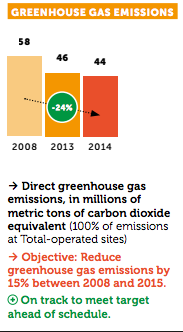 GREENHOUSE GAS EMISSIONS
58
46
44
-24%
2008 2013 2014
→ Direct greenhouse gas
emissions, in millions of
metric tons of carbon dioxide
equivalent (100% of emissions
at Total-operated sites)
→ Objective: Reduce
greenhouse gas emissions by
15% between 2008 and 2015.
⊕ On track to meet target
ahead of schedule.